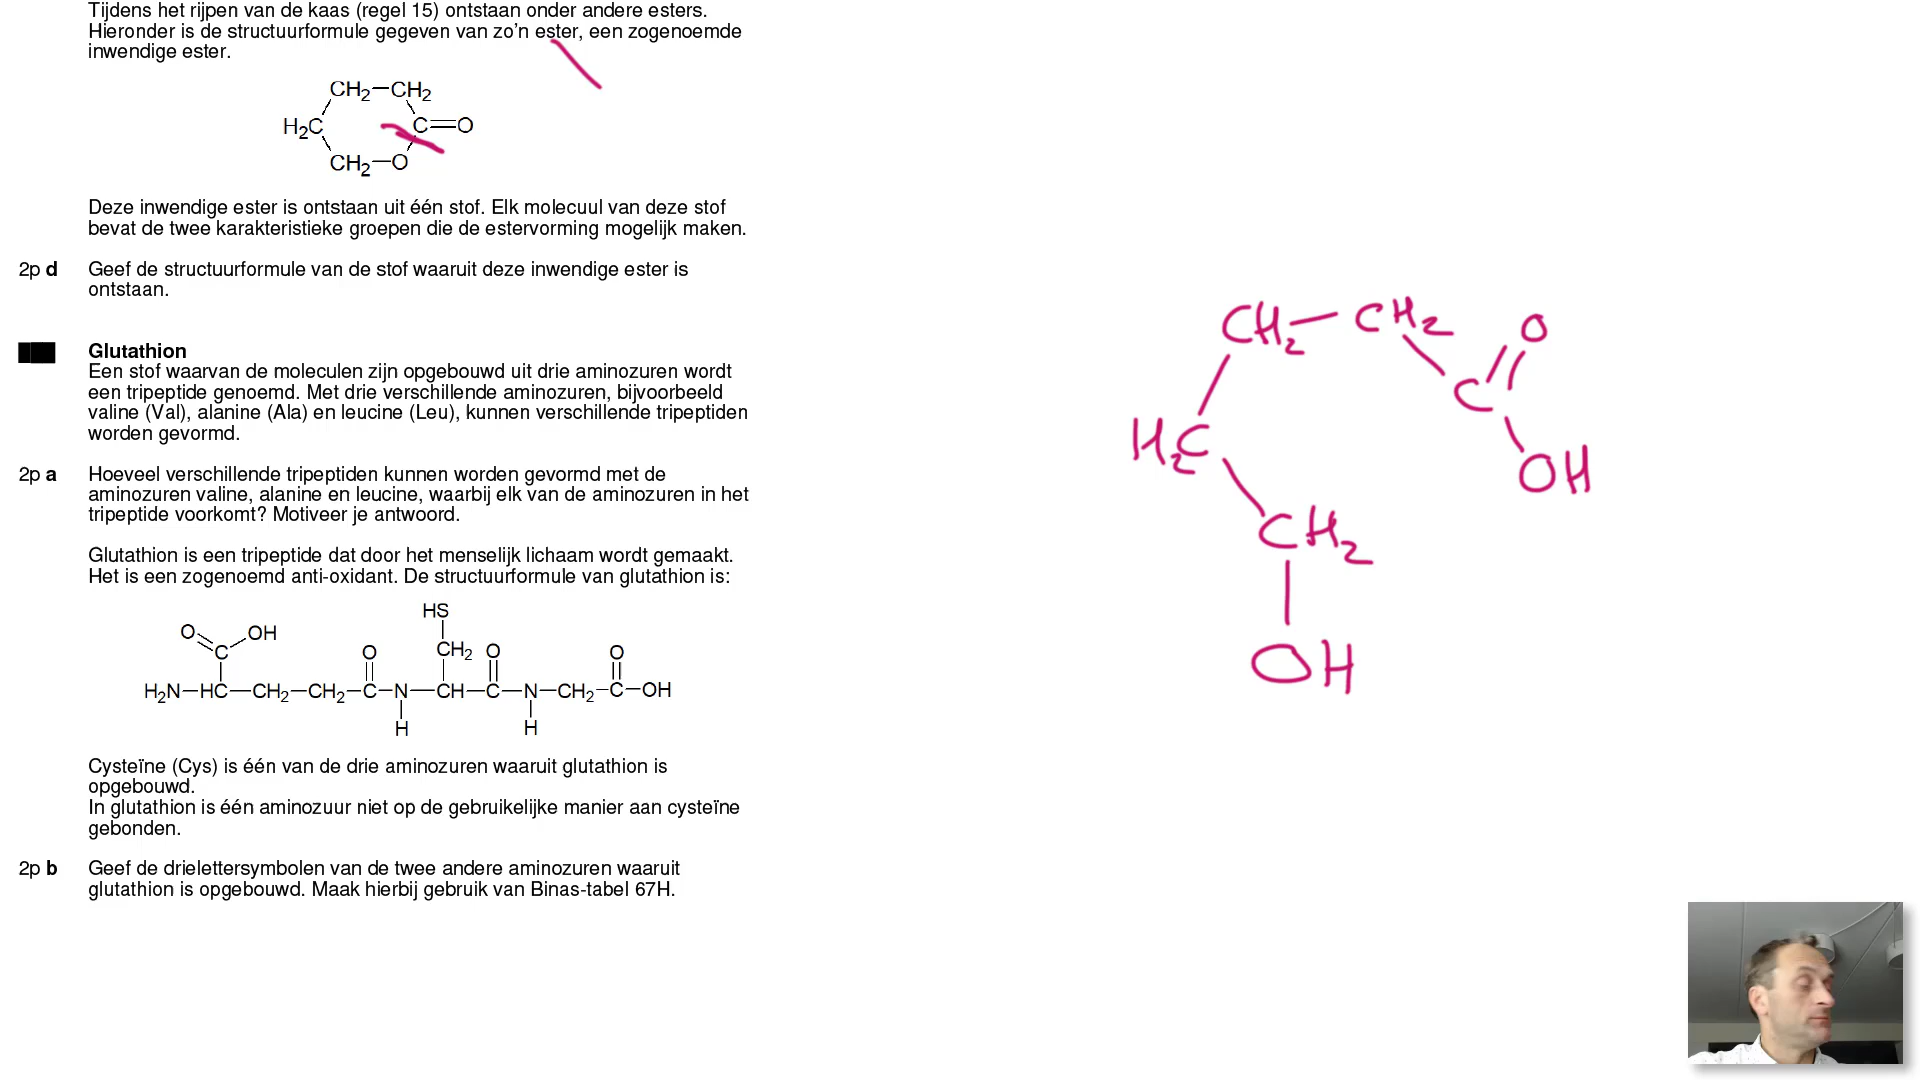 Tijdens het rijpen van de kaas (regel 15) ontstaan onder andere esters.
Hieronder is de structuurformule gegeven van zo'n ester, een zogenoemde
inwendige ester.
CH2–CH2
H2C
C=O
CH2–O
Deze inwendige ester is ontstaan uit één stof. Elk molecuul van deze stof
bevat de twee karakteristieke groepen die de estervorming mogelijk maken.
2p d Geef de structuurformule van de stof waaruit deze inwendige ester is
ontstaan.
Glutathion
Een stof waarvan de moleculen zijn opgebouwd uit drie aminozuren wordt
een tripeptide genoemd. Met drie verschillende aminozuren, bijvoorbeeld
valine (Val), alanine (Ala) en leucine (Leu), kunnen verschillende tripeptiden
worden gevormd.
2p a Hoeveel verschillende tripeptiden kunnen worden gevormd met de
aminozuren valine, alanine en leucine, waarbij elk van de aminozuren in het
tripeptide voorkomt? Motiveer je antwoord.
Glutathion is een tripeptide dat door het menselijk lichaam wordt gemaakt.
Het is een zogenoemd anti-oxidant. De structuurformule van glutathion is:
HS
O OH
C O CH2 O O
H2N–HC–CH2–CH2–C–N–CH–C–N–CH2–C–OH
H H
Cysteïne (Cys) is één van de drie aminozuren waaruit glutathion is
opgebouwd.
In glutathion is één aminozuur niet op de gebruikelijke manier aan cysteïne
gebonden.
2p b Geef de drielettersymbolen van de twee andere aminozuren waaruit
glutathion is opgebouwd. Maak hierbij gebruik van Binas-tabel 67H.
CH2–CH2 O
C
H2C OH
CH2
OH